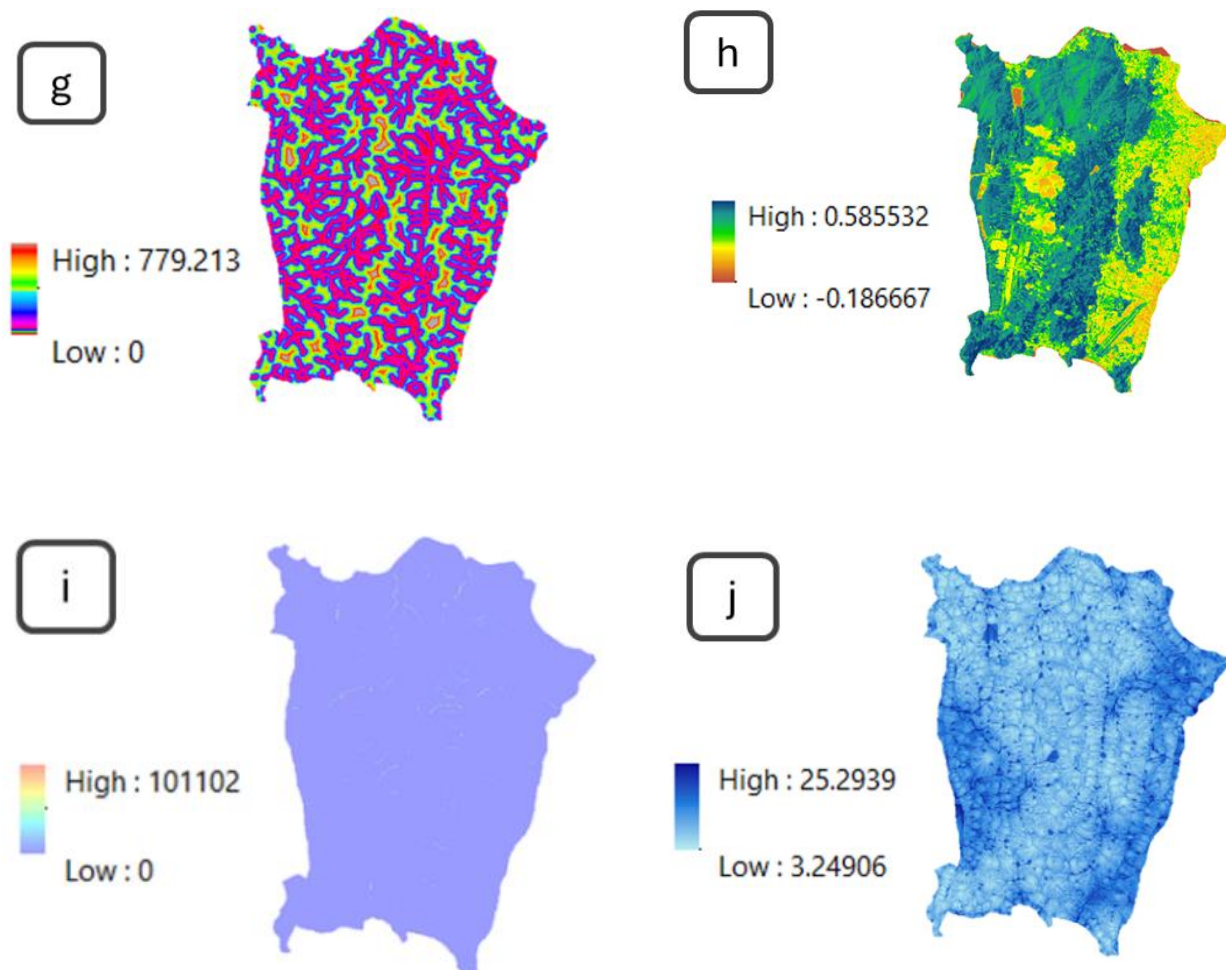 g
High : 779.213
Low : 0
h
High : 0.585532
Low : -0.186667
i
High : 101102
Low : 0
j
High : 25.2939
Low : 3.24906